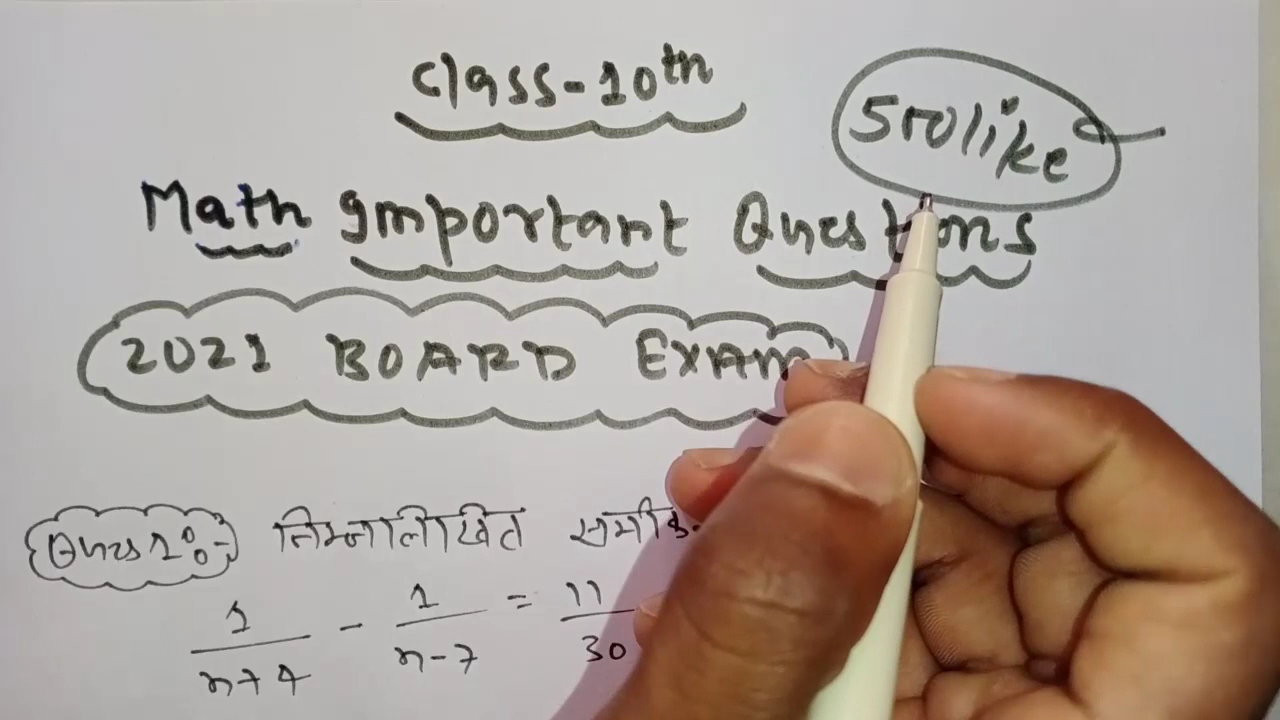 Class-10th
500like
Math Important Questions
2021 BOARD EXAM
Ques 1:- निम्नलिखित समीक
1/x+4 - 1/x-7 = 11/30